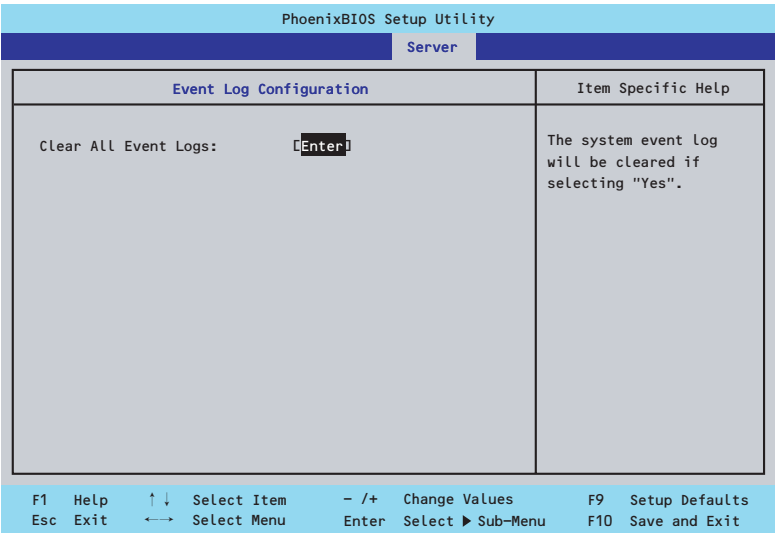 PhoenixBIOS Setup Utility
Server
Event Log Configuration
Item Specific Help
Clear All Event Logs: [Enter]
The system event log
will be cleared if
selecting "Yes".
F1 Help ↑↓ Select Item - /+ Change Values F9 Setup Defaults
Esc Exit ←→ Select Menu Enter Select ▶ Sub-Menu F10 Save and Exit